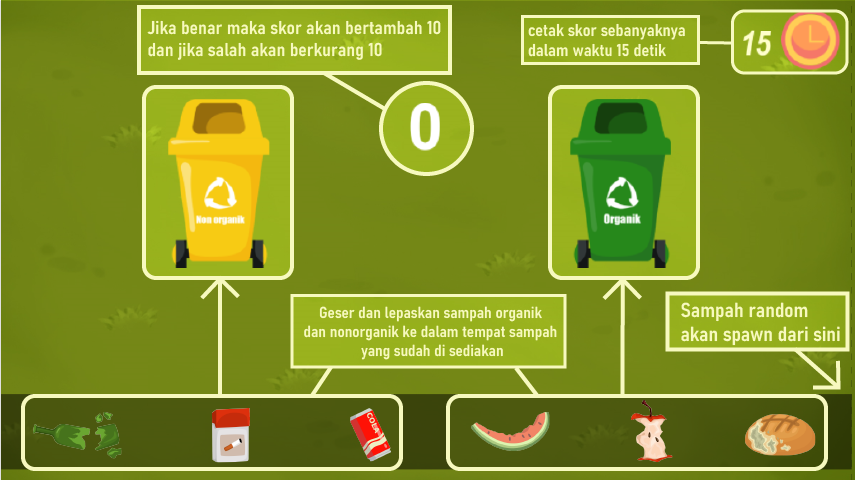 Jika benar maka skor akan bertambah 10
dan jika salah akan berkurang 10
cetak skor sebanyaknya
dalam waktu 15 detik
15
0
Non organik
Organik
Geser dan lepaskan sampah organik
dan nonorganik ke dalam tempat sampah
yang sudah di sediakan
Sampah random
akan spawn dari sini
COLA